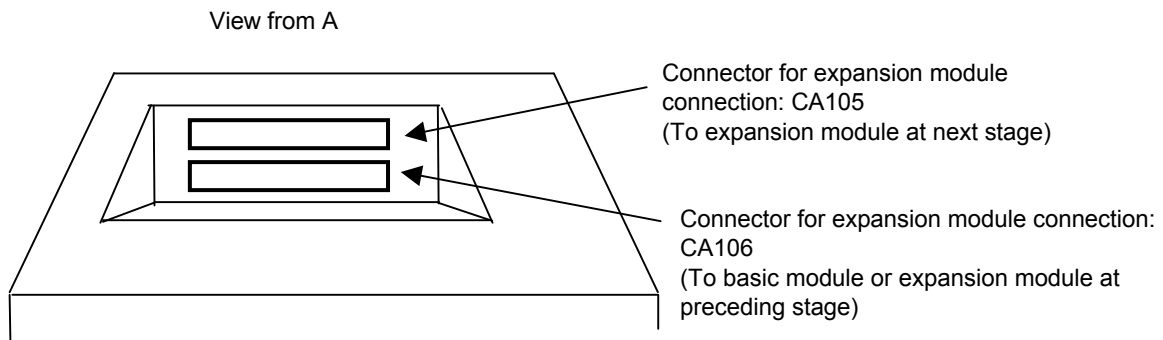 View from A
Connector for expansion module
connection: CA105
(To expansion module at next stage)
Connector for expansion module connection:
CA106
(To basic module or expansion module at
preceding stage)